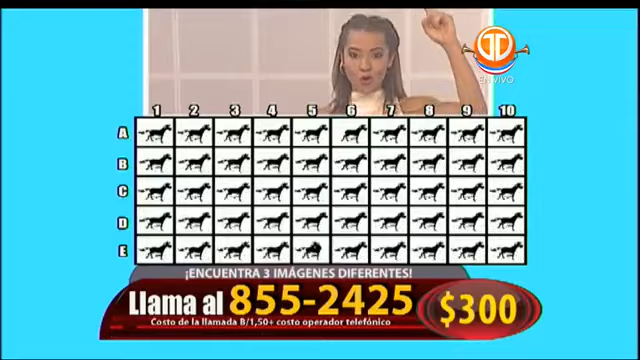 EN VIVO
1 2 3 4 5 6 7 8 9 10
A
B
C
D
E
¡ENCUENTRA 3 IMÁGENES DIFERENTES!
Llama al 855-2425 $300
Costo de la llamada B/1,50+ costo operador telefónico